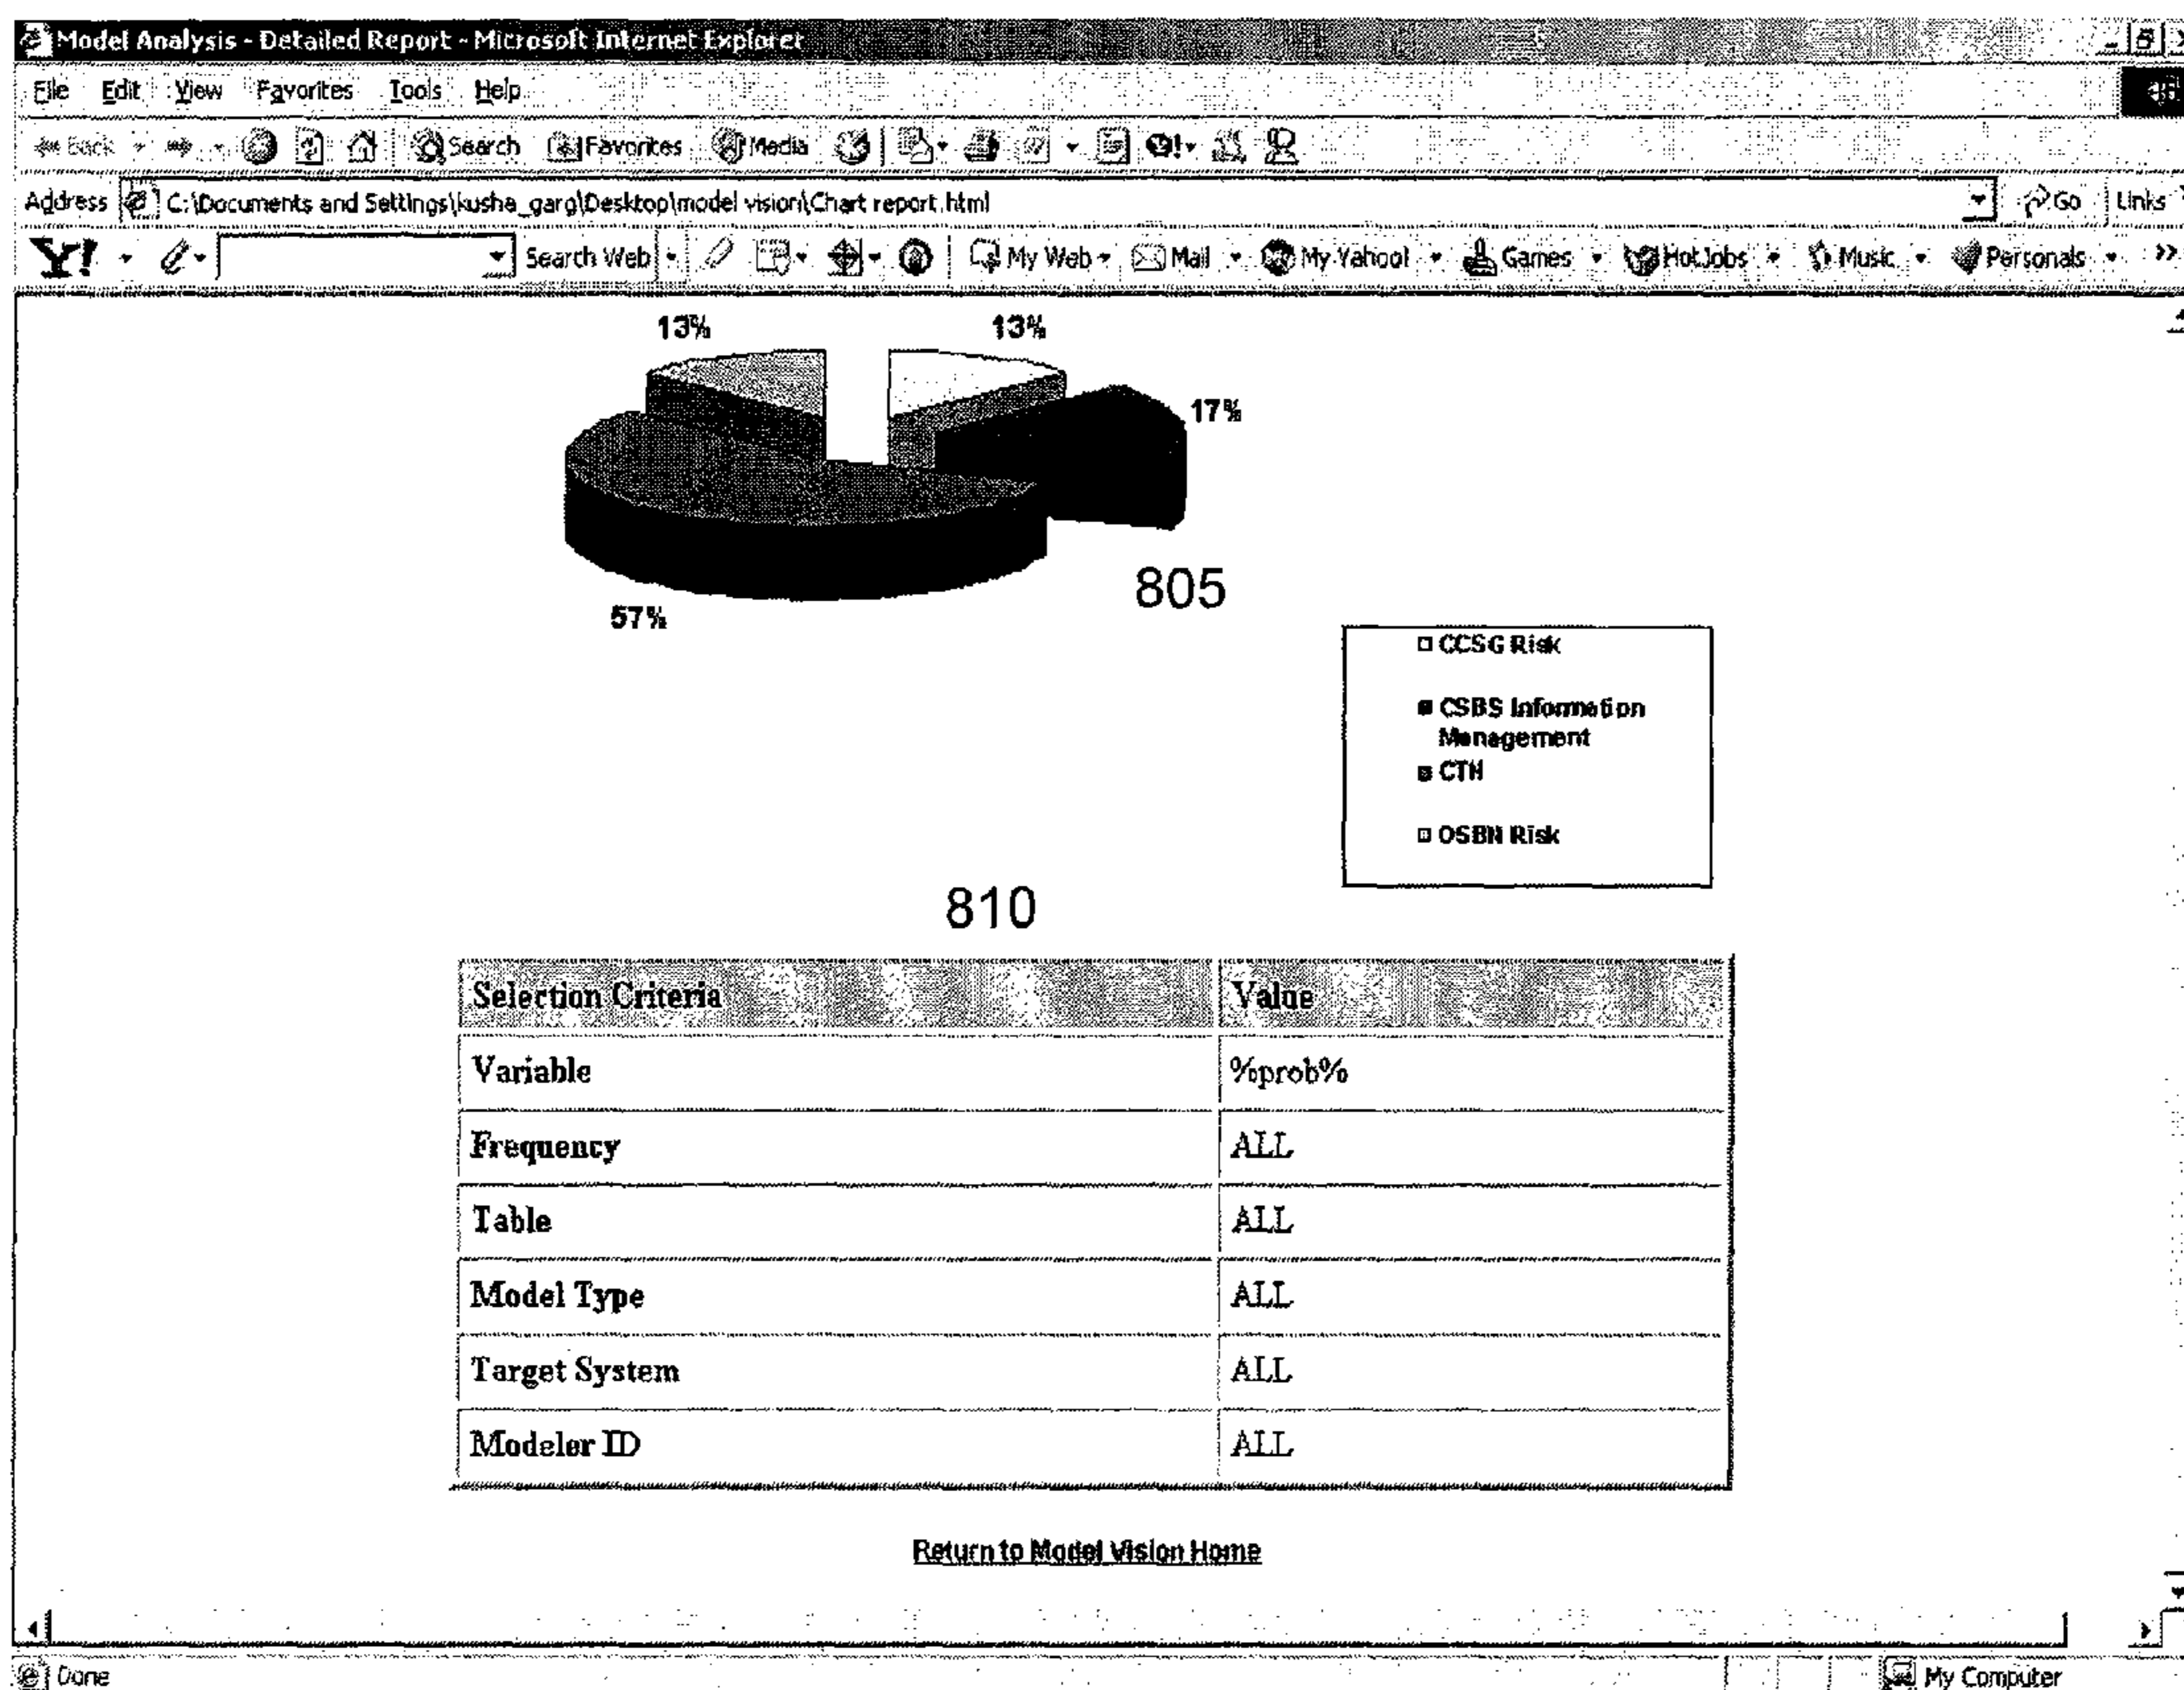 Model Analysis - Detailed Report - Microsoft Internet Explorer
File Edit View Favorites Tools Help
Back Search Favorites Media
Address C:\Documents and Settings\kusha_garg\Desktop\model vision\Chart report.html Go Links
Y! Search Web My Web Mail My Yahoo! Games HotJobs Music Personals >>
13% 13%
17%
57%
805
CCSG Risk
CSBS Information
Management
CTN
OSBN Risk
810
Selection Criteria Value
Variable %prob%
Frequency ALL
Table ALL
Model Type ALL
Target System ALL
Modeler ID ALL
Return to Model Vision Home
Done My Computer